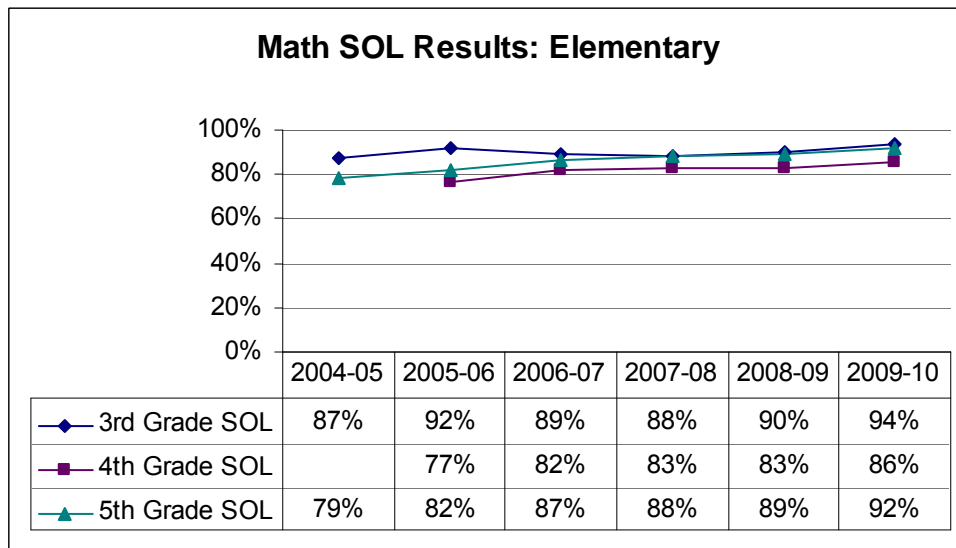 Math SOL Results: Elementary
100%
80%
60%
40%
20%
0%
2004-05 2005-06 2006-07 2007-08 2008-09 2009-10
3rd Grade SOL 87% 92% 89% 88% 90% 94%
4th Grade SOL 77% 82% 83% 83% 86%
5th Grade SOL 79% 82% 87% 88% 89% 92%